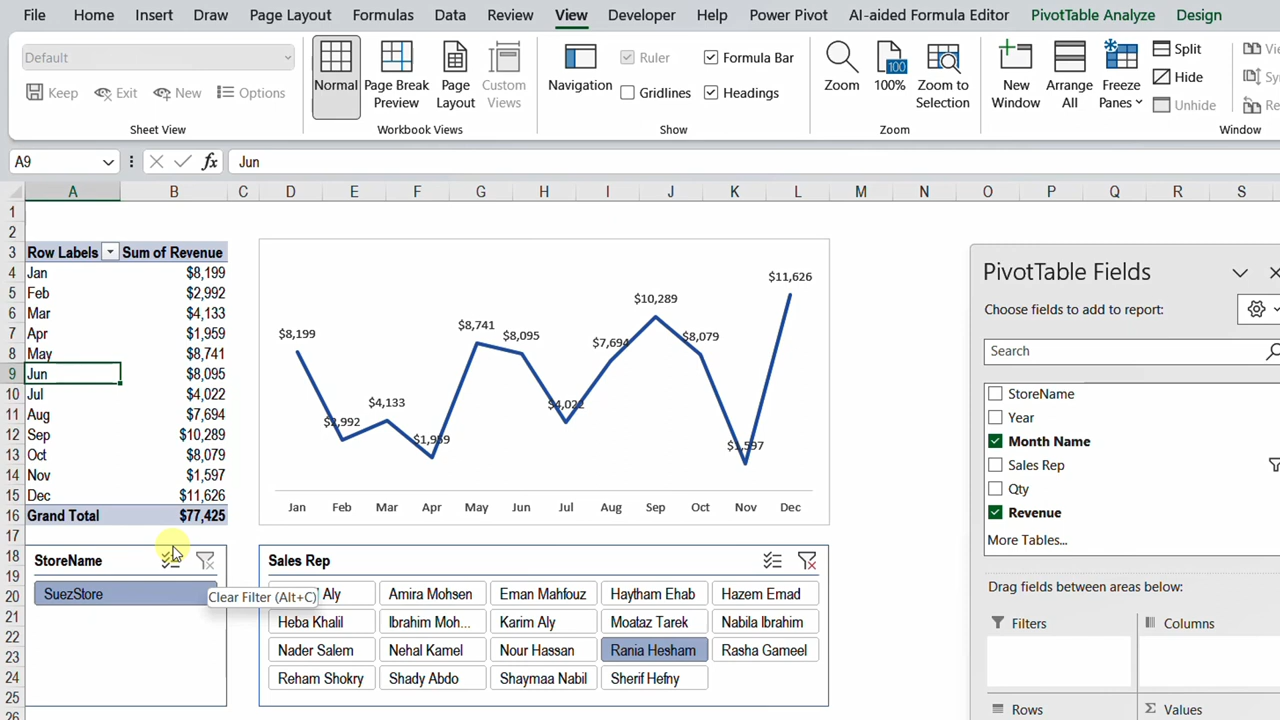 File Home Insert Draw Page Layout Formulas Data Review View Developer Help Power Pivot AI-aided Formula Editor PivotTable Analyze Design
Default
Keep Exit New Options
Sheet View
Normal
Page Break Preview
Page Layout
Custom Views
Workbook Views
Navigation
Ruler
Formula Bar
Gridlines
Headings
Show
Zoom
100
100%
Zoom to Selection
Zoom
New Window
Arrange All
Freeze Panes
Split
Hide
Unhide
Window
A9
fx
Jun
A B C D E F G H I J K L M N O P Q R S
1
2
3 Row Labels Sum of Revenue
4 Jan $8,199
5 Feb $2,992
6 Mar $4,133
7 Apr $1,959
8 May $8,741
9 Jun $8,095
10 Jul $4,022
11 Aug $7,694
12 Sep $10,289
13 Oct $8,079
14 Nov $1,597
15 Dec $11,626
16 Grand Total $77,425
17
18
19
20
21
22
23
24
25
26
$8,199 $2,992 $4,133 $1,959 $8,741 $8,095 $4,022 $7,694 $10,289 $8,079 $1,597 $11,626
Jan Feb Mar Apr May Jun Jul Aug Sep Oct Nov Dec
StoreName
SuezStore
Clear Filter (Alt+C)
Sales Rep
Aly Amira Mohsen Eman Mahfouz Haytham Ehab Hazem Emad
Heba Khalil Ibrahim Moh... Karim Aly Moataz Tarek Nabila Ibrahim
Nader Salem Nehal Kamel Nour Hassan Rania Hesham Rasha Gameel
Reham Shokry Shady Abdo Shaymaa Nabil Sherif Hefny
PivotTable Fields
Choose fields to add to report:
Search
StoreName
Year
Month Name
Sales Rep
Qty
Revenue
More Tables...
Drag fields between areas below:
Filters
Columns
Rows
Σ Values